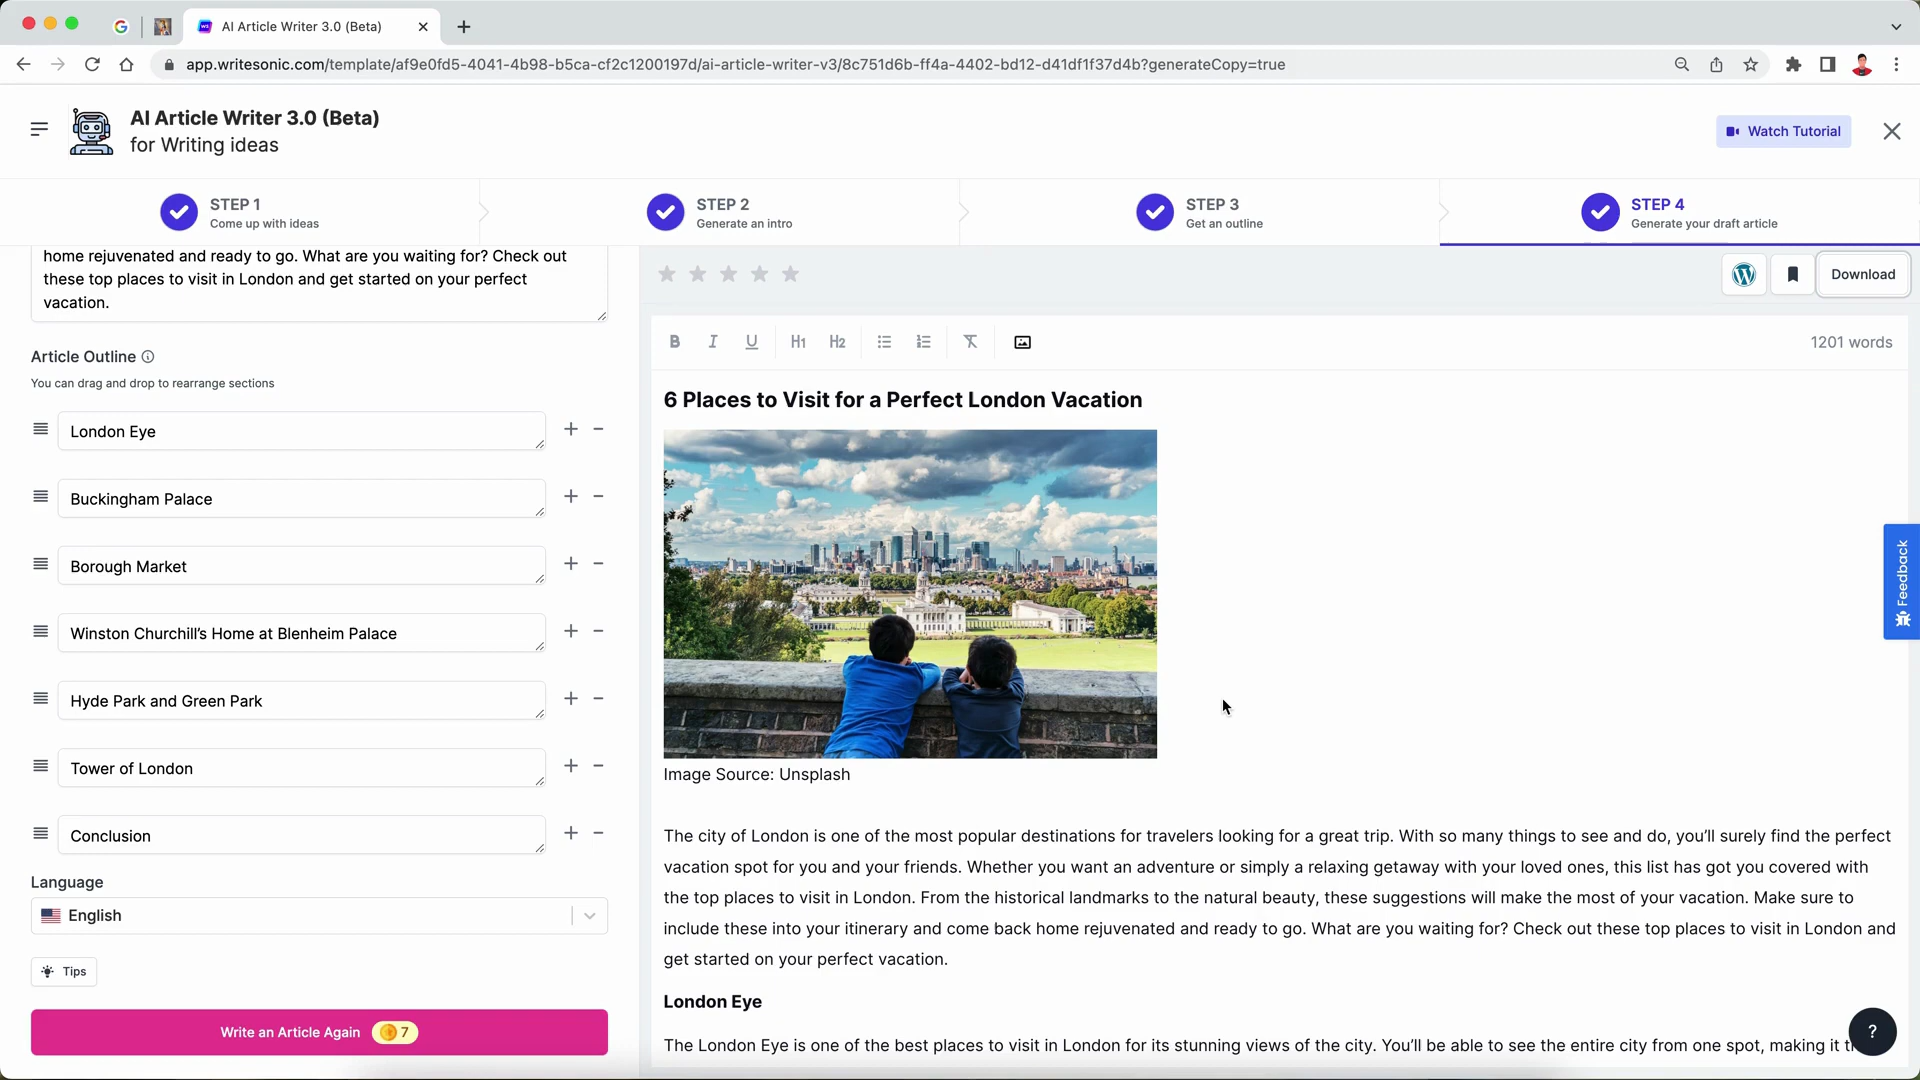 AI Article Writer 3.0 (Beta)
app.writesonic.com/template/af9e0fd5-4041-4b98-b5ca-cf2c1200197d/ai-article-writer-v3/8c751d6b-ff4a-4402-bd12-d41df1f37d4b?generateCopy=true
AI Article Writer 3.0 (Beta)
for Writing ideas
Watch Tutorial
STEP 1
Come up with ideas
STEP 2
Generate an intro
STEP 3
Get an outline
STEP 4
Generate your draft article
home rejuvenated and ready to go. What are you waiting for? Check out
these top places to visit in London and get started on your perfect
vacation.
Article Outline
You can drag and drop to rearrange sections
London Eye
Buckingham Palace
Borough Market
Winston Churchill's Home at Blenheim Palace
Hyde Park and Green Park
Tower of London
Conclusion
Language
English
Tips
Write an Article Again 7
Download
B I U H1 H2
1201 words
6 Places to Visit for a Perfect London Vacation
Image Source: Unsplash
The city of London is one of the most popular destinations for travelers looking for a great trip. With so many things to see and do, you'll surely find the perfect
vacation spot for you and your friends. Whether you want an adventure or simply a relaxing getaway with your loved ones, this list has got you covered with
the top places to visit in London. From the historical landmarks to the natural beauty, these suggestions will make the most of your vacation. Make sure to
include these into your itinerary and come back home rejuvenated and ready to go. What are you waiting for? Check out these top places to visit in London and
get started on your perfect vacation.
London Eye
The London Eye is one of the best places to visit in London for its stunning views of the city. You'll be able to see the entire city from one spot, making it
Feedback
?